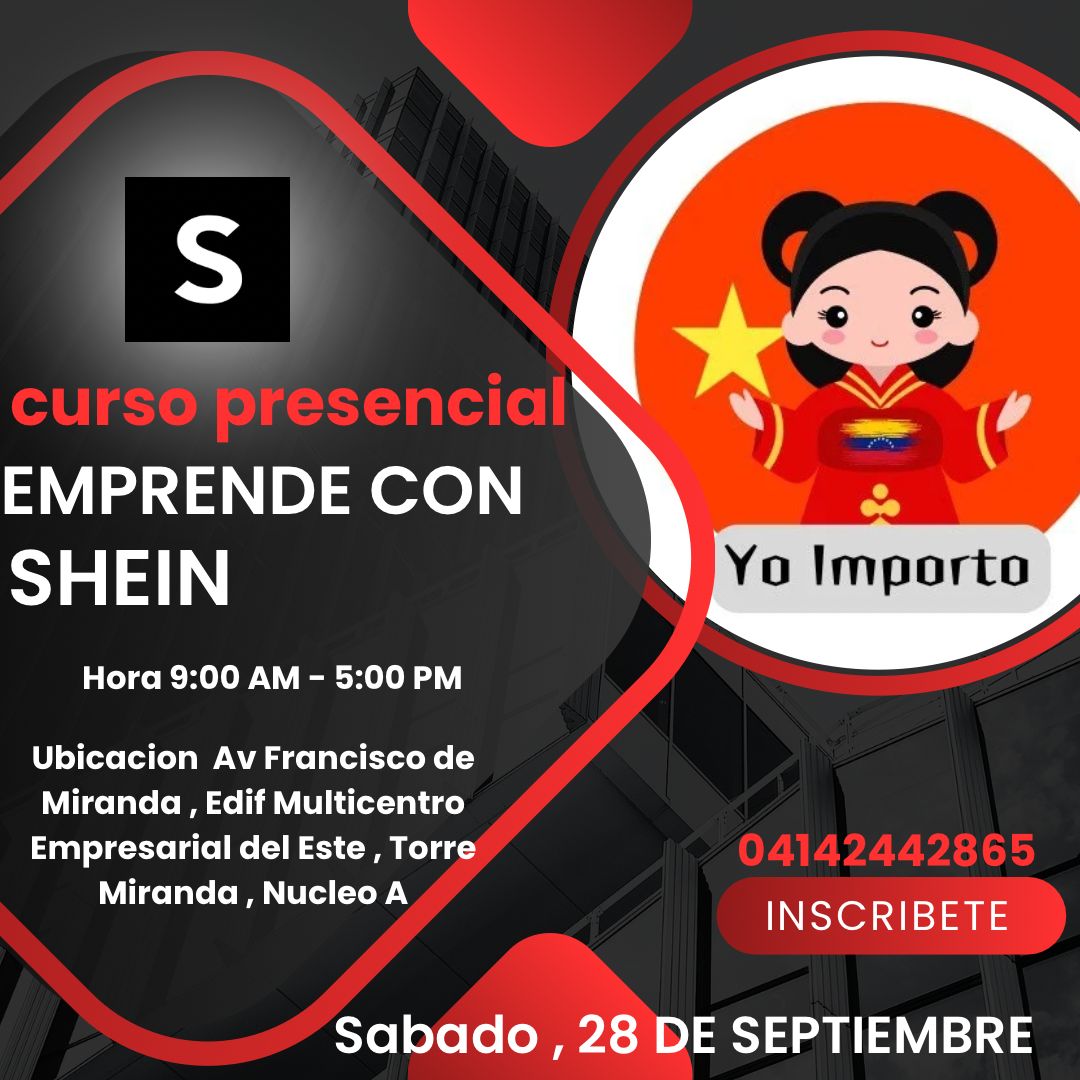 S
curso presencial
EMPRENDE CON
SHEIN
Hora 9:00 AM - 5:00 PM
Ubicacion Av Francisco de
Miranda , Edif Multicentro
Empresarial del Este , Torre
Miranda , Nucleo A
Yo Importo
04142442865
INSCRIBETE
Sabado , 28 DE SEPTIEMBRE